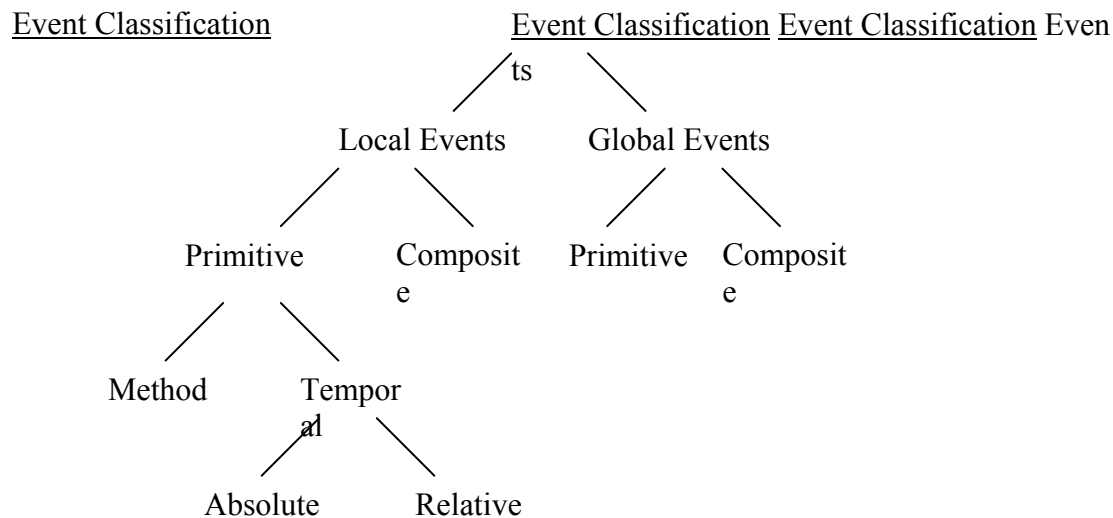 Event Classification Event Classification Event Classification Even
ts
Local Events Global Events
Primitive Composit Primitive Composit
e e
Method Tempor
al
Absolute Relative